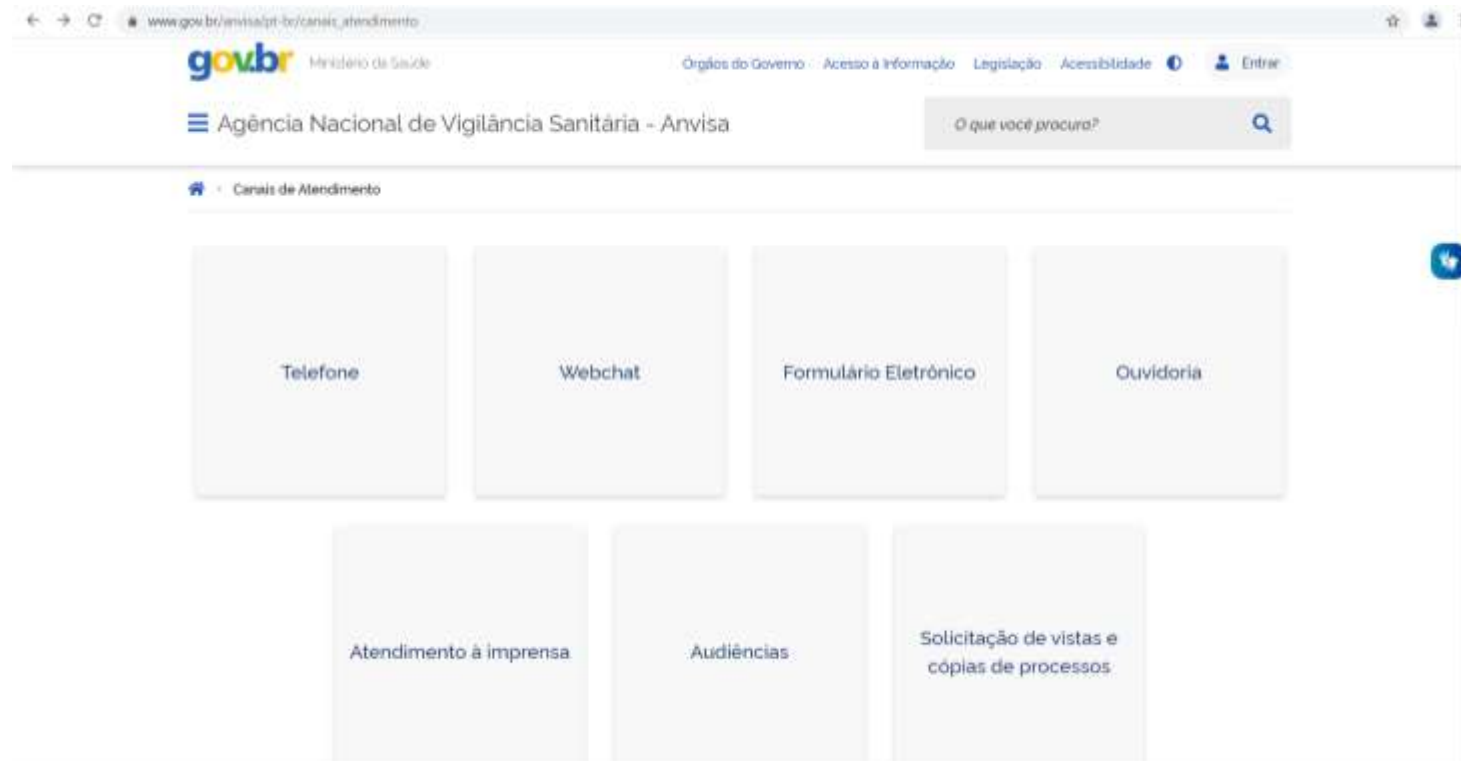 www.gov.br/anvisa/pt-br/canais_atendimento
gov.br Ministério da Saúde Órgãos do Governo Acesso à Informação Legislação Acessibilidade Entrar
Agência Nacional de Vigilância Sanitária - Anvisa O que você procura?
Canais de Atendimento
Telefone Webchat Formulário Eletrônico Ouvidoria
Atendimento à imprensa Audiências Solicitação de vistas e
cópias de processos